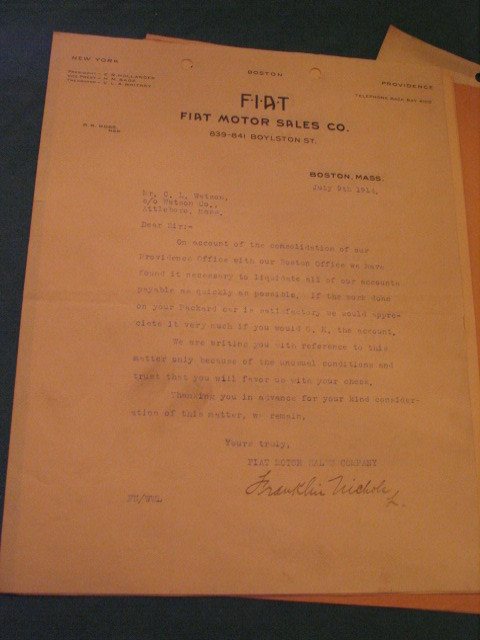 NEW YORK
BOSTON
PROVIDENCE
F·I·A·T
FIAT MOTOR SALES CO.
839-841 BOYLSTON ST.
BOSTON, MASS.
July 9th 1914.
Mr. C. L. Watson,
c/o Watson Co.,
Attleboro, Mass.
Dear Sir:-
On account of the consolidation of our
Providence Office with our Boston Office we have
found it necessary to liquidate all of our accounts
payable as quickly as possible. If the work done
on your Packard car is satisfactory we would appre-
ciate it very much if you would O. K. the account.
We are writing you with reference to this
matter only because of the unusual conditions and
trust that you will favor us with your check.
Thanking you in advance for your kind consider-
ation of this matter, we remain,
Yours truly,
FIAT MOTOR SALES COMPANY
Franklin Nichols